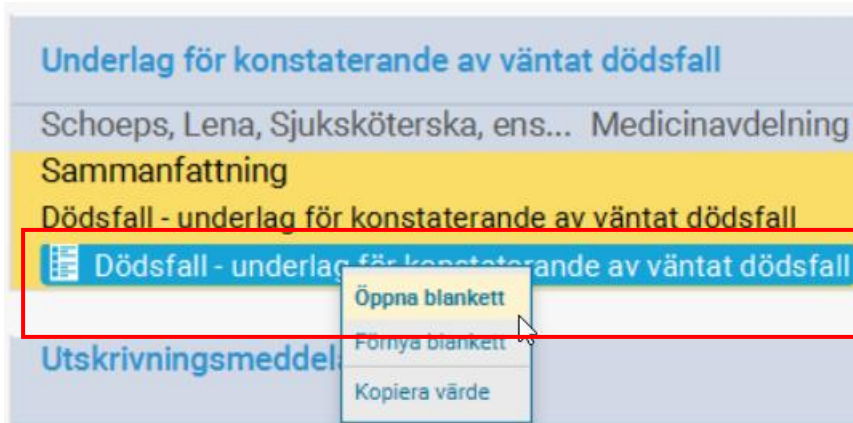 Underlag för konstaterande av väntat dödsfall
Schoeps, Lena, Sjuksköterska, ens... Medicinavdelning
Sammanfattning
Dödsfall - underlag för konstaterande av väntat dödsfall
Dödsfall - underlag för konstaterande av väntat dödsfall
Öppna blankett
Förnya blankett
Utskrivningsmeddela
Kopiera värde